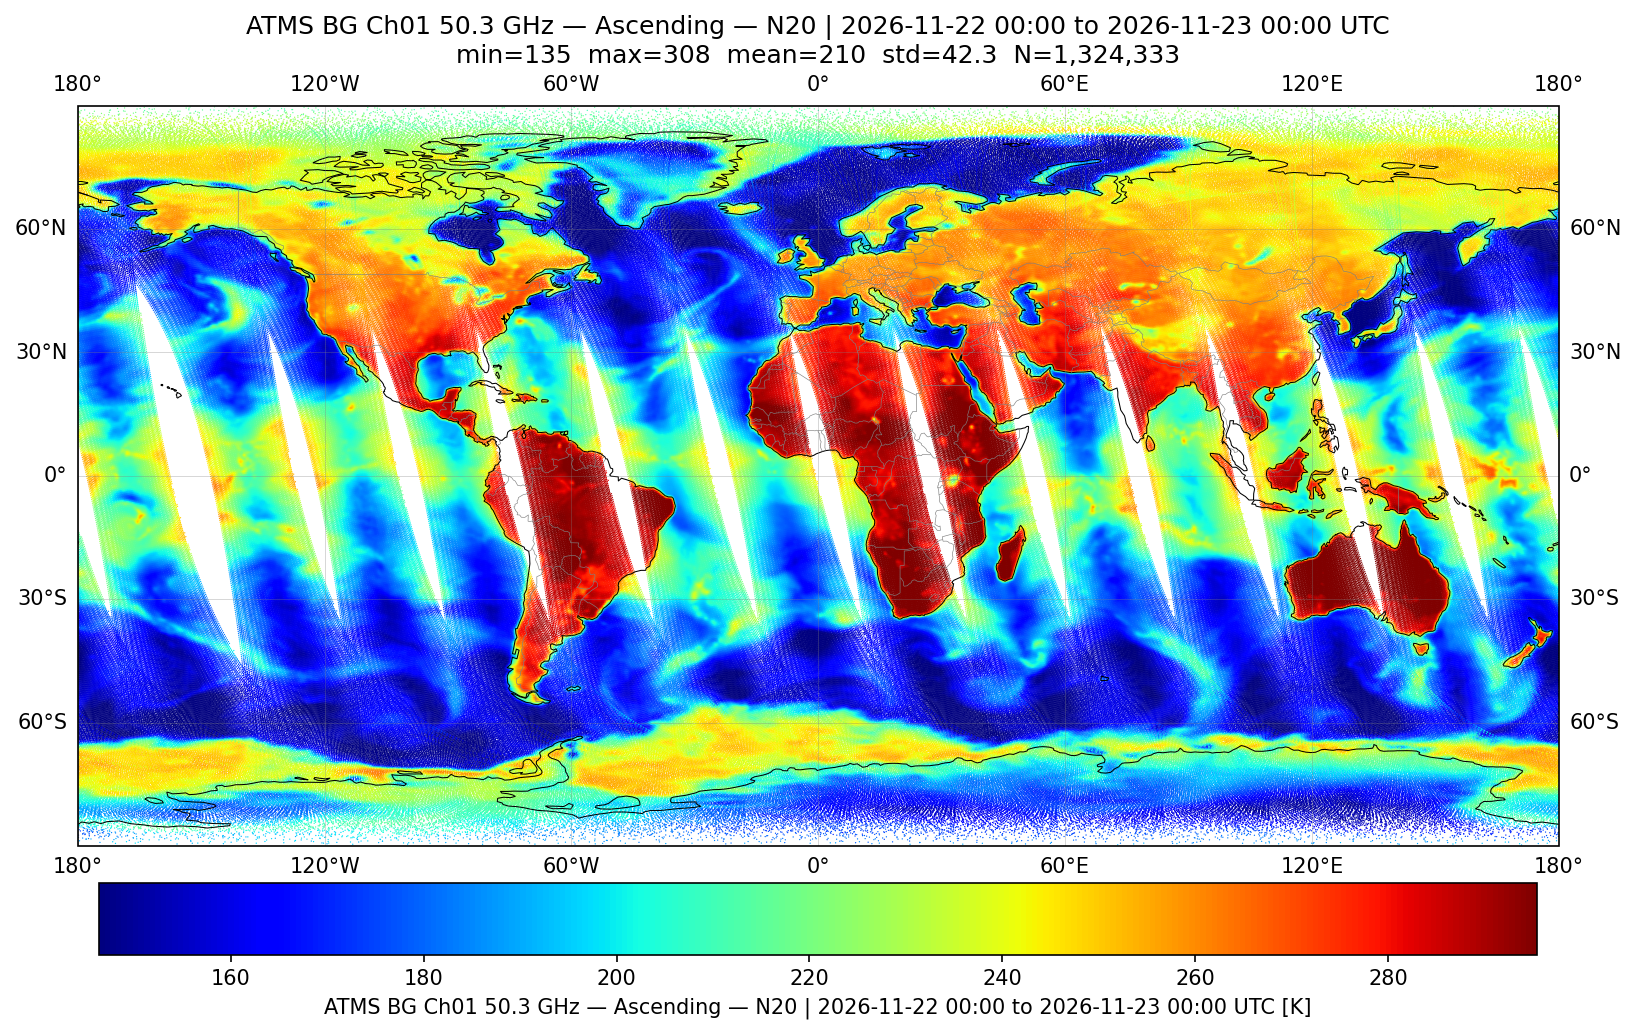 ATMS BG Ch01 50.3 GHz — Ascending — N20 | 2026-11-22 00:00 to 2026-11-23 00:00 UTC
min=135  max=308  mean=210  std=42.3  N=1,324,333
180° 120°W 60°W 0° 60°E 120°E 180°
60°N 60°N
30°N 30°N
0° 0°
30°S 30°S
60°S 60°S
180° 120°W 60°W 0° 60°E 120°E 180°
160 180 200 220 240 260 280
ATMS BG Ch01 50.3 GHz — Ascending — N20 | 2026-11-22 00:00 to 2026-11-23 00:00 UTC [K]